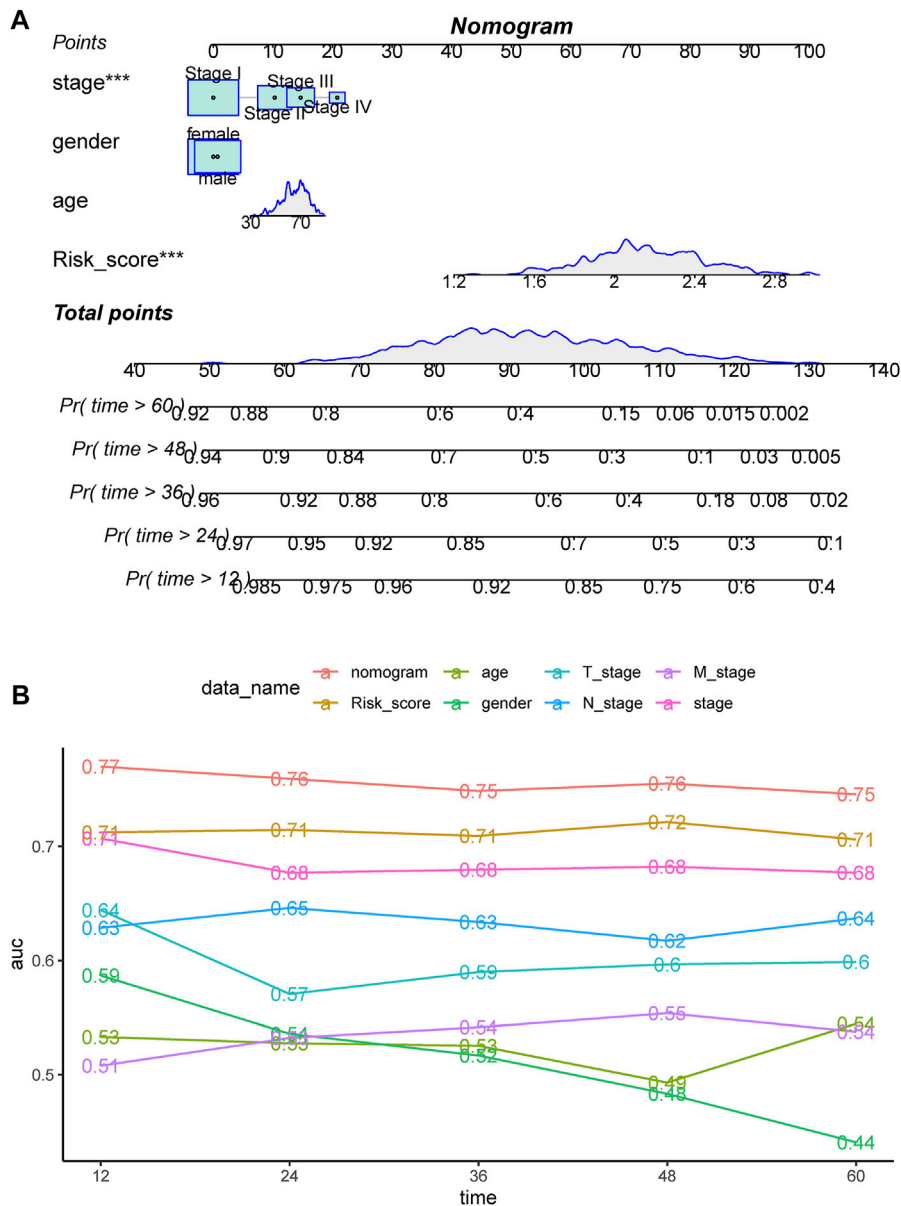 A
Nomogram
Points
0 10 20 30 40 50 60 70 80 90 100
stage***
Stage I
Stage III
Stage II
Stage IV
gender
female
male
age
30 70
Risk_score***
1.2 1.6 2 2.4 2.8
Total points
40 50 60 70 80 90 100 110 120 130 140
Pr( time > 60 )
0.92 0.88 0.8 0.6 0.4 0.15 0.06 0.015 0.002
Pr( time > 48 )
0.94 0.9 0.84 0.7 0.5 0.3 0.1 0.03 0.005
Pr( time > 36 )
0.96 0.92 0.88 0.8 0.6 0.4 0.18 0.08 0.02
Pr( time > 24 )
0.97 0.95 0.92 0.85 0.7 0.5 0.3 0.1
Pr( time > 12 )
0.985 0.975 0.96 0.92 0.85 0.75 0.6 0.4
B
data_name
a nomogram a age a T_stage a M_stage
a Risk_score a gender a N_stage a stage
auc
0.7
0.6
0.5
0.77 0.76 0.75 0.76 0.75
0.71 0.71 0.71 0.72 0.71
0.71 0.68 0.68 0.68 0.68
0.64 0.57 0.59 0.6 0.6
0.63 0.65 0.63 0.62 0.64
0.59 0.54 0.52 0.48 0.44
0.53 0.53 0.53 0.49 0.54
0.51 0.54 0.55 0.54
12 24 36 48 60
time